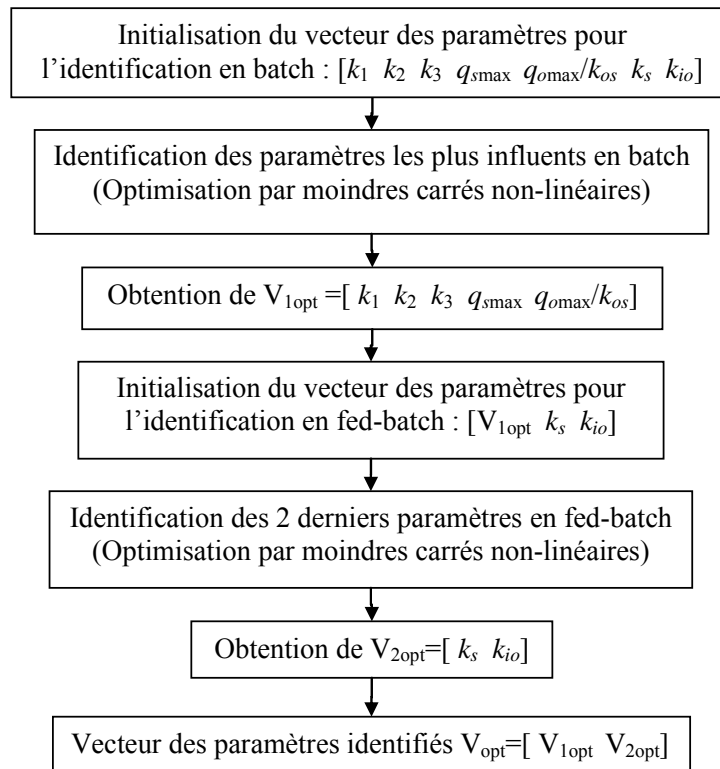 Initialisation du vecteur des paramètres pour
l’identification en batch : [k₁ k₂ k₃ qₛmax qₒmax/kₒₛ kₛ kᵢₒ]
Identification des paramètres les plus influents en batch
(Optimisation par moindres carrés non-linéaires)
Obtention de V₁opt =[ k₁ k₂ k₃ qₛmax qₒmax/kₒₛ]
Initialisation du vecteur des paramètres pour
l’identification en fed-batch : [V₁opt kₛ kᵢₒ]
Identification des 2 derniers paramètres en fed-batch
(Optimisation par moindres carrés non-linéaires)
Obtention de V₂opt=[ kₛ kᵢₒ]
Vecteur des paramètres identifiés Vopt=[ V₁opt V₂opt]